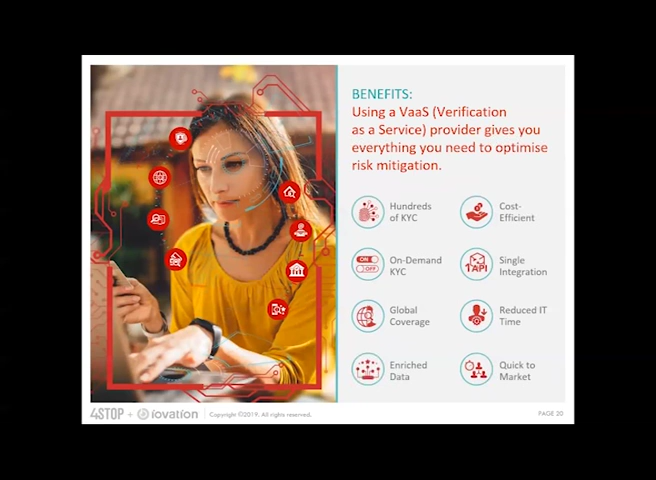 BENEFITS:
Using a VaaS (Verification
as a Service) provider gives you
everything you need to optimise
risk mitigation.
Hundreds
of KYC
Cost-
Efficient
ON
OFF
On-Demand
KYC
1 API
Single
Integration
Global
Coverage
Reduced IT
Time
Enriched
Data
Quick to
Market
4STOP + iovation Copyright ©2019. All rights reserved. PAGE 20